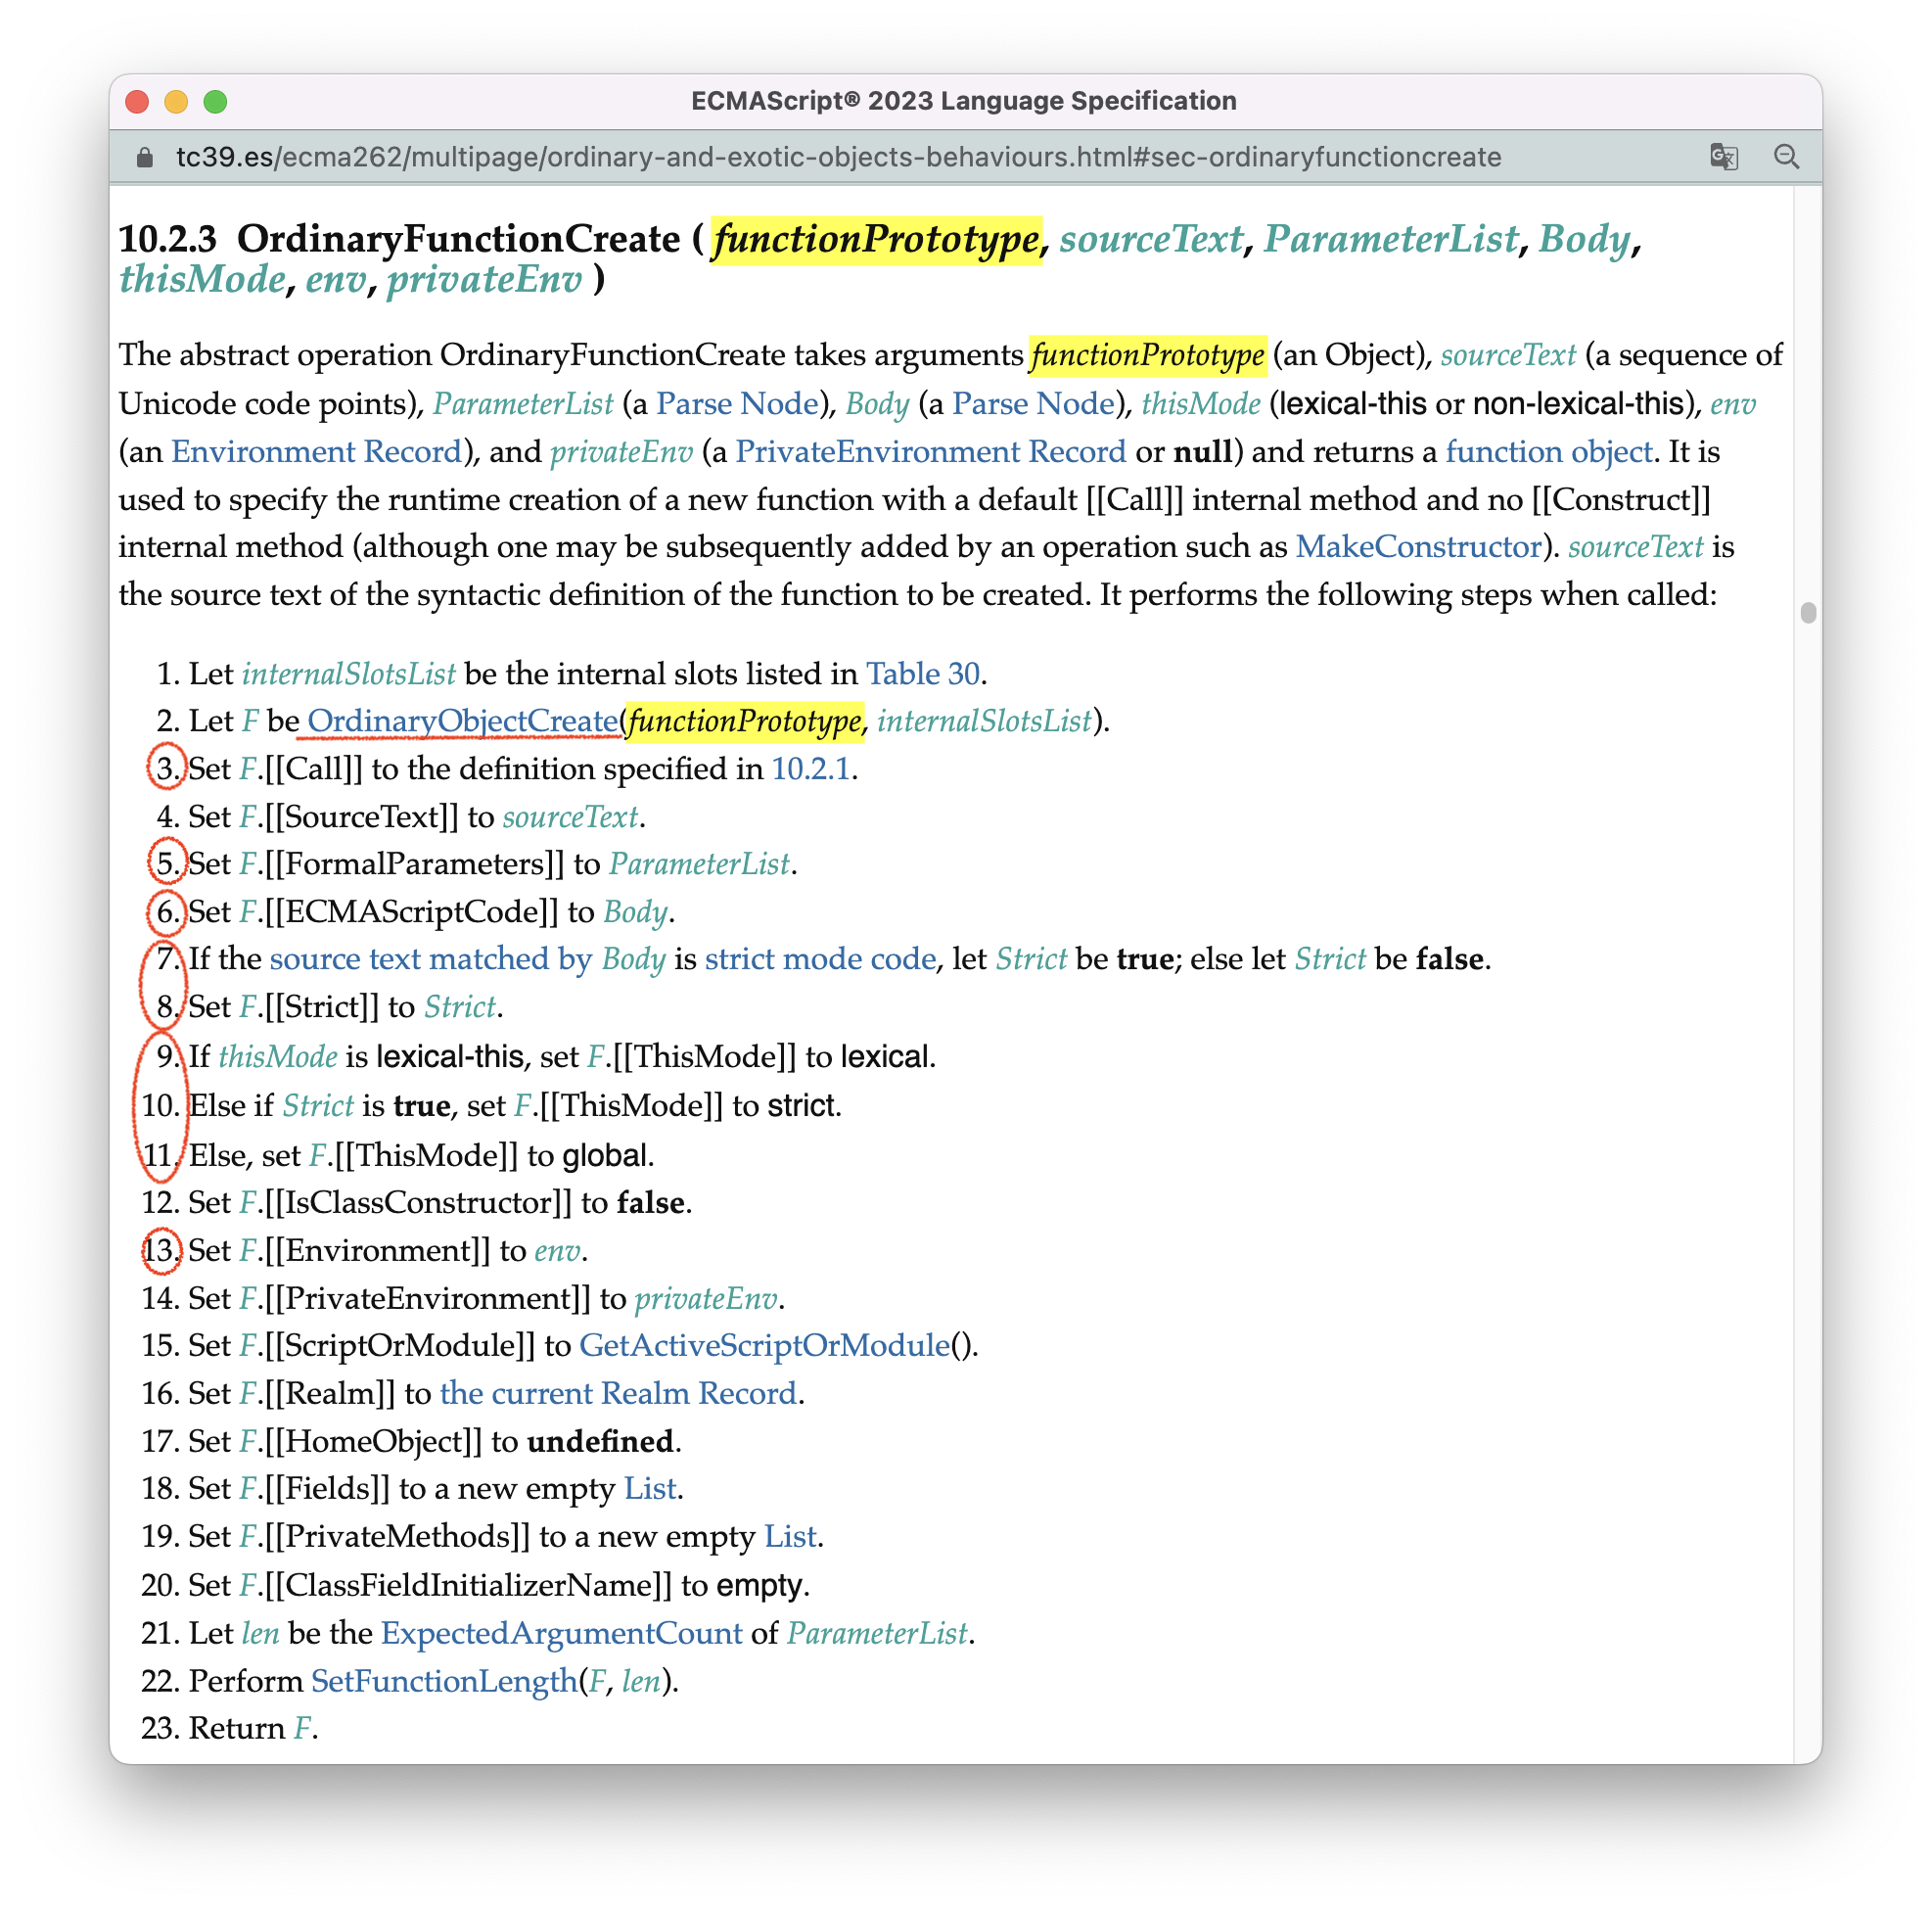 ECMAScript® 2023 Language Specification
tc39.es/ecma262/multipage/ordinary-and-exotic-objects-behaviours.html#sec-ordinaryfunctioncreate
10.2.3 OrdinaryFunctionCreate ( functionPrototype, sourceText, ParameterList, Body,
thisMode, env, privateEnv )
The abstract operation OrdinaryFunctionCreate takes arguments functionPrototype (an Object), sourceText (a sequence of
Unicode code points), ParameterList (a Parse Node), Body (a Parse Node), thisMode (lexical-this or non-lexical-this), env
(an Environment Record), and privateEnv (a PrivateEnvironment Record or null) and returns a function object. It is
used to specify the runtime creation of a new function with a default [[Call]] internal method and no [[Construct]]
internal method (although one may be subsequently added by an operation such as MakeConstructor). sourceText is
the source text of the syntactic definition of the function to be created. It performs the following steps when called:
1. Let internalSlotsList be the internal slots listed in Table 30.
2. Let F be OrdinaryObjectCreate(functionPrototype, internalSlotsList).
3. Set F.[[Call]] to the definition specified in 10.2.1.
4. Set F.[[SourceText]] to sourceText.
5. Set F.[[FormalParameters]] to ParameterList.
6. Set F.[[ECMAScriptCode]] to Body.
7. If the source text matched by Body is strict mode code, let Strict be true; else let Strict be false.
8. Set F.[[Strict]] to Strict.
9. If thisMode is lexical-this, set F.[[ThisMode]] to lexical.
10. Else if Strict is true, set F.[[ThisMode]] to strict.
11. Else, set F.[[ThisMode]] to global.
12. Set F.[[IsClassConstructor]] to false.
13. Set F.[[Environment]] to env.
14. Set F.[[PrivateEnvironment]] to privateEnv.
15. Set F.[[ScriptOrModule]] to GetActiveScriptOrModule().
16. Set F.[[Realm]] to the current Realm Record.
17. Set F.[[HomeObject]] to undefined.
18. Set F.[[Fields]] to a new empty List.
19. Set F.[[PrivateMethods]] to a new empty List.
20. Set F.[[ClassFieldInitializerName]] to empty.
21. Let len be the ExpectedArgumentCount of ParameterList.
22. Perform SetFunctionLength(F, len).
23. Return F.